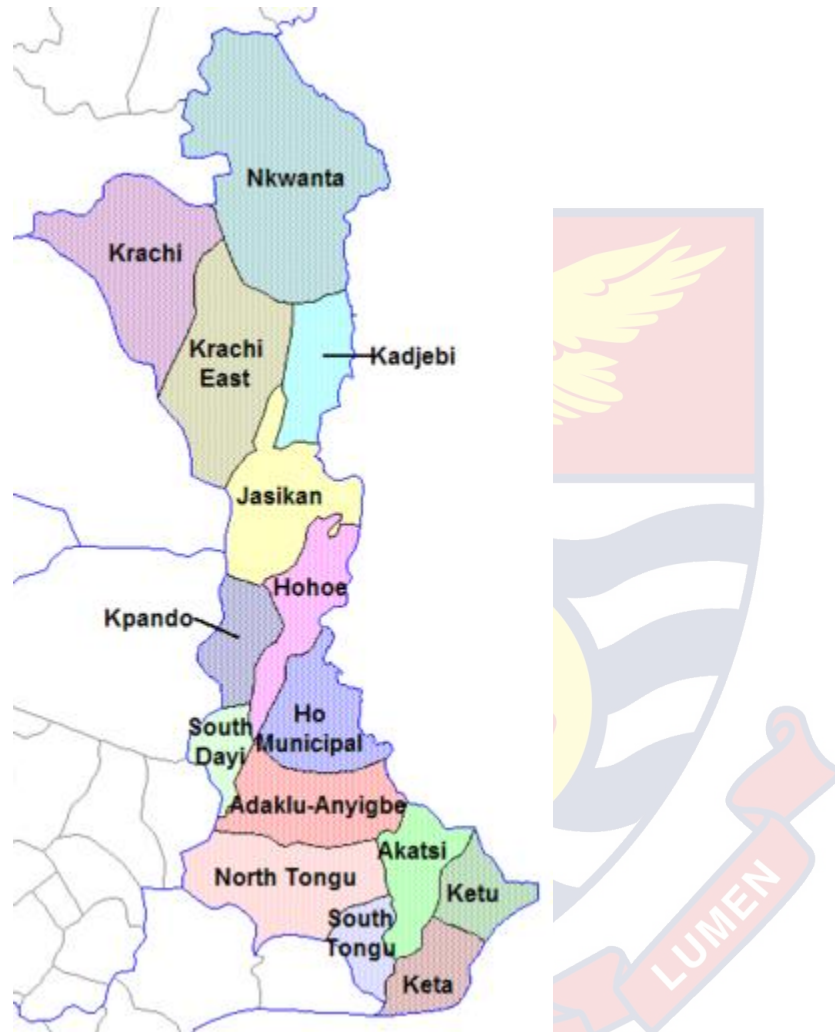 Nkwanta
Krachi
Krachi
East
Kadjebi
Jasikan
Hohoe
Kpando
Ho
Municipal
South
Dayi
Adaklu-Anyigbe
Akatsi
North Tongu
Ketu
South
Tongu
Keta
LUMEN